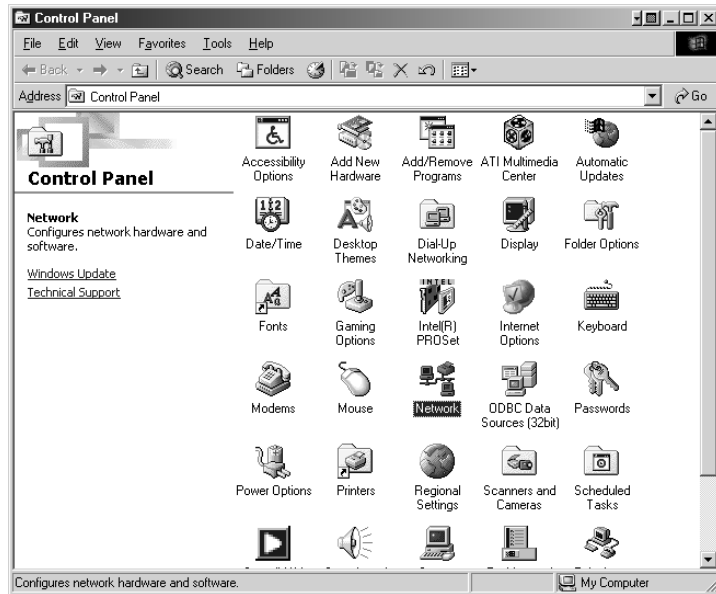 Control Panel
File Edit View Favorites Tools Help
Back Search Folders
Address Control Panel Go
Control Panel
Network
Configures network hardware and
software.
Windows Update
Technical Support
Accessibility
Options
Add New
Hardware
Add/Remove
Programs
ATI Multimedia
Center
Automatic
Updates
Date/Time
Desktop
Themes
Dial-Up
Networking
Display
Folder Options
Fonts
Gaming
Options
INTEL
Intel(R)
PROSet
Internet
Options
Keyboard
Modems
Mouse
Network
ODBC Data
Sources (32bit)
Passwords
Power Options
Printers
Regional
Settings
Scanners and
Cameras
Scheduled
Tasks
Configures network hardware and software.
My Computer